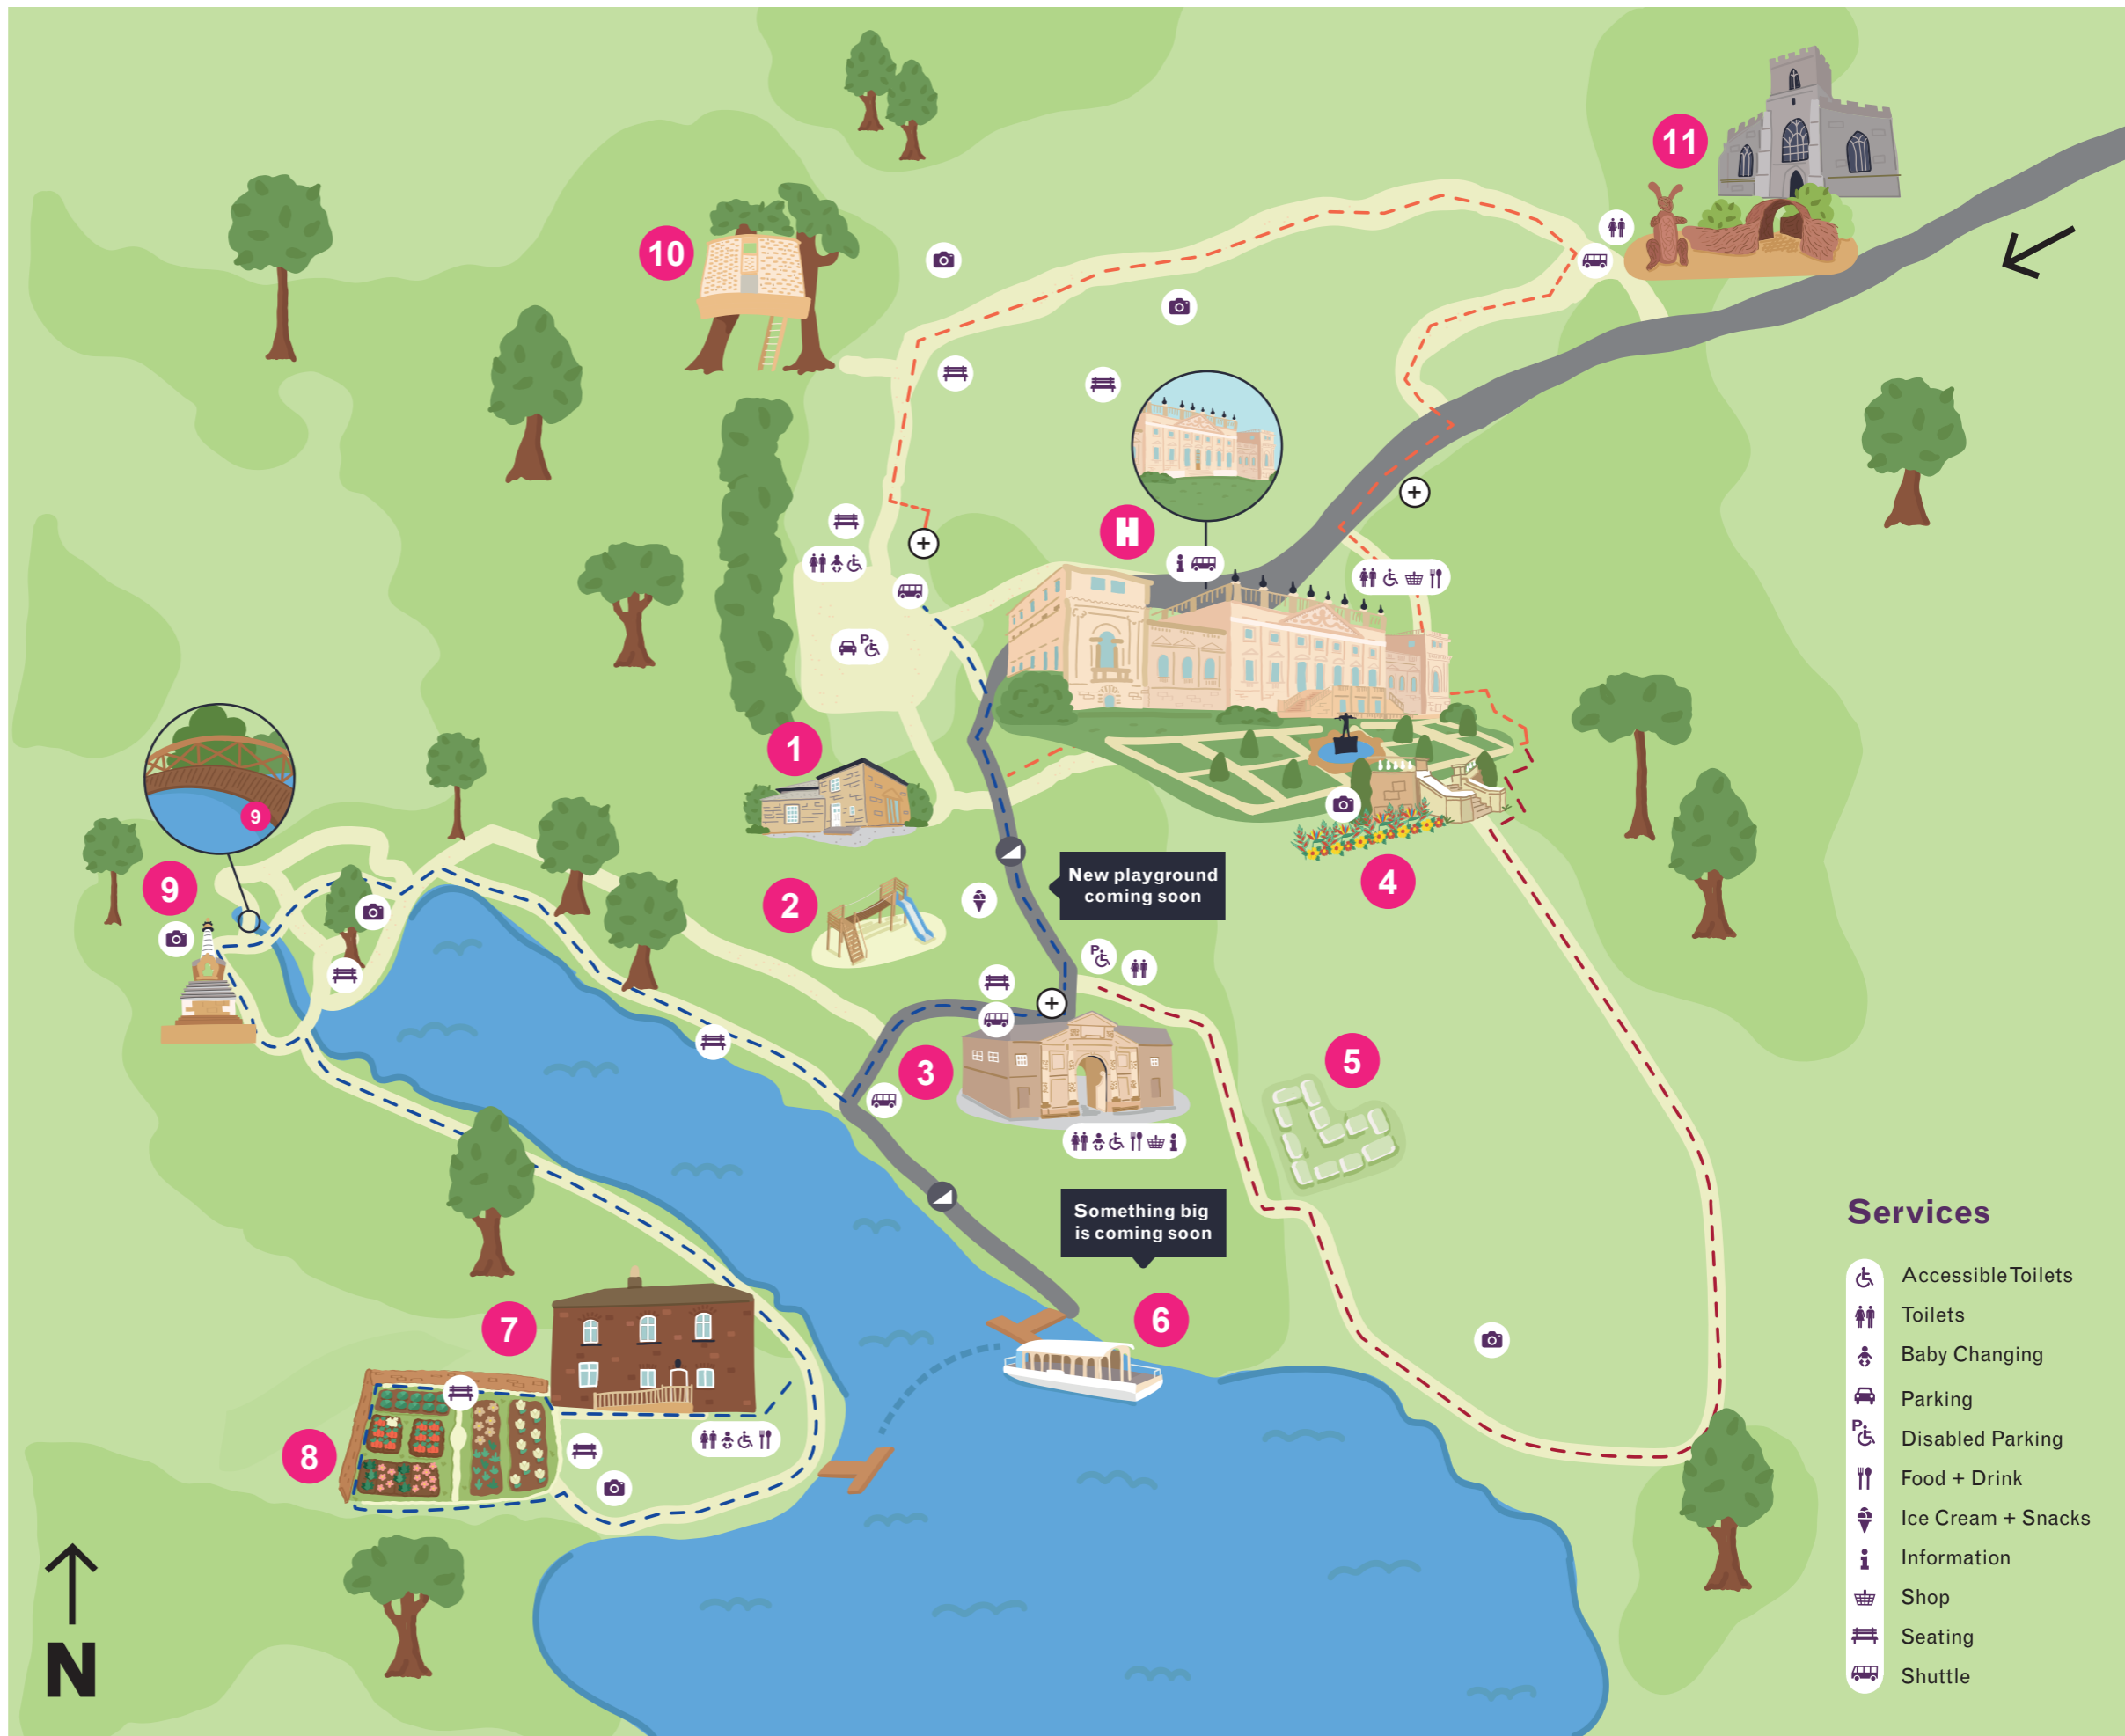 11
10
H
1
9
9
New playground
coming soon
2
4
P
3
5
Something big
is coming soon
6
7
8
N
P
Services
Accessible Toilets
Toilets
Baby Changing
Parking
P
Disabled Parking
Food + Drink
Ice Cream + Snacks
Information
Shop
Seating
Shuttle